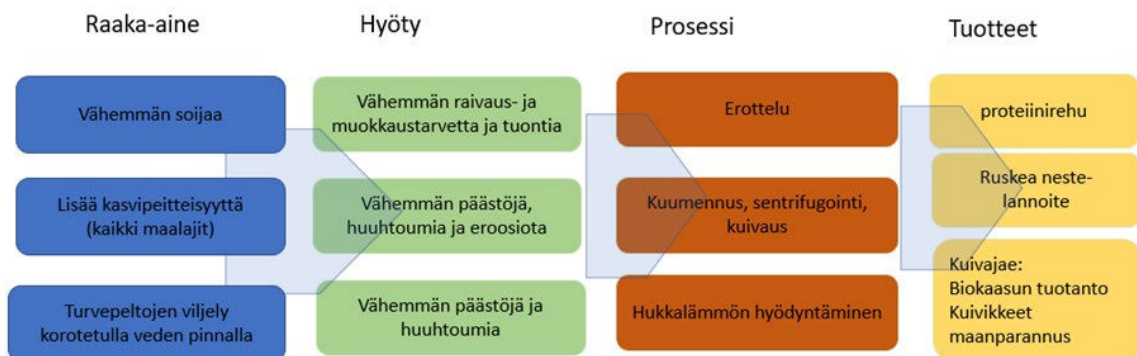 Raaka-aine
Hyöty
Prosessi
Tuotteet
Vähemmän soijaa
Vähemmän raivaus- ja
muokkaustarvetta ja tuontia
Erottelu
proteiinirehu
Lisää kasvipeitteisyyttä
(kaikki maalajit)
Vähemmän päästöjä,
huuhtoumia ja eroosiota
Kuumennus, sentrifugointi,
kuivaus
Ruskea neste-
lannoite
Turvepeltojen viljely
korotetulla veden pinnalla
Vähemmän päästöjä ja
huuhtoumia
Hukkalämmön hyödyntäminen
Kuivajae:
Biokaasun tuotanto
Kuivikkeet
maanparannus